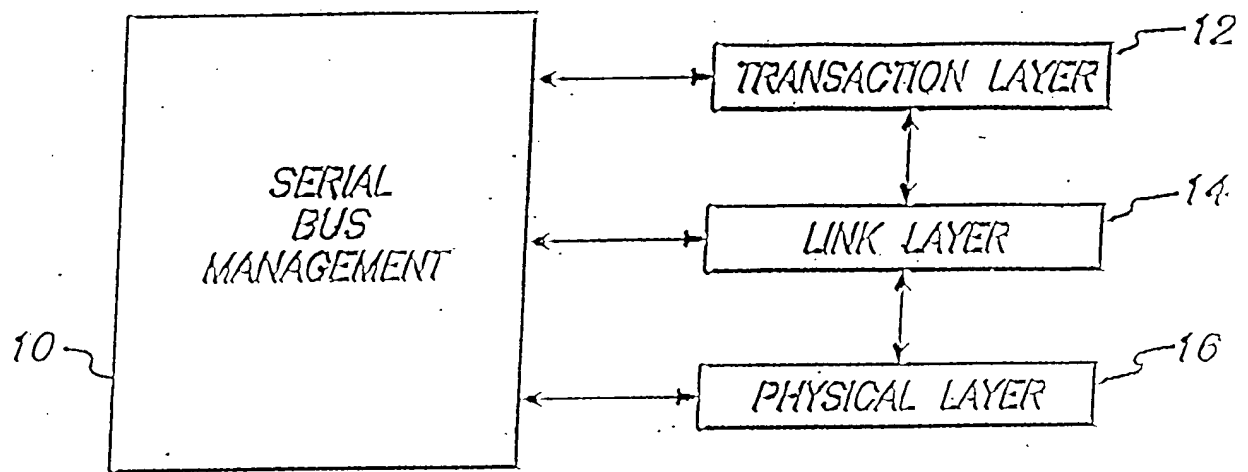 12
TRANSACTION LAYER
SERIAL
BUS
MANAGEMENT
14
LINK LAYER
10
16
PHYSICAL LAYER